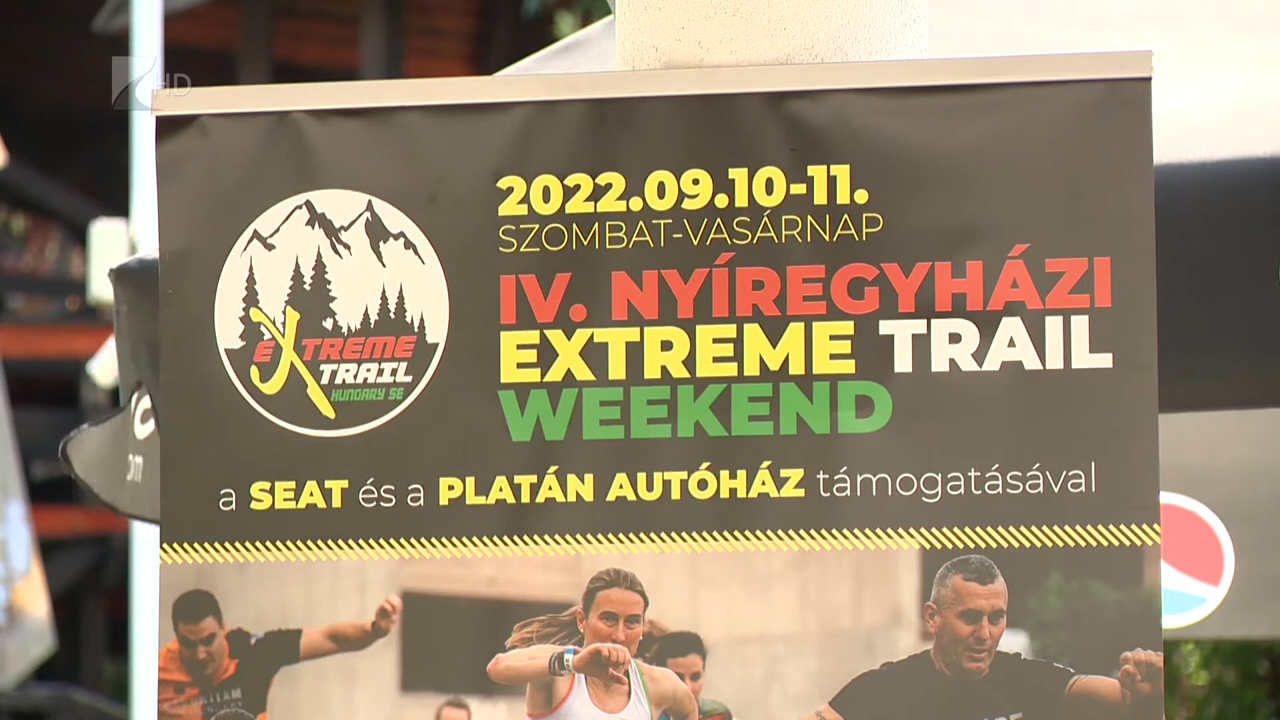 HD
2022.09.10-11.
SZOMBAT-VASÁRNAP
IV. NYÍREGYHÁZI
EXTREME TRAIL
WEEKEND
EXTREME
TRAIL
HUNGARY SE
a SEAT és a PLATÁN AUTÓHÁZ támogatásával